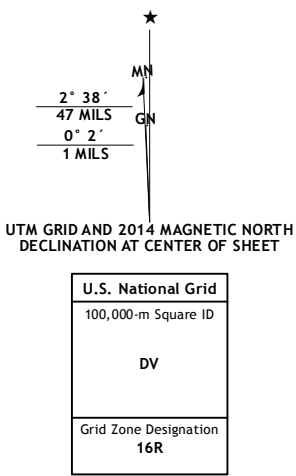 MN
2° 38´
47 MILS
GN
0° 2´
1 MILS
UTM GRID AND 2014 MAGNETIC NORTH
DECLINATION AT CENTER OF SHEET
U.S. National Grid
100,000-m Square ID
DV
Grid Zone Designation
16R